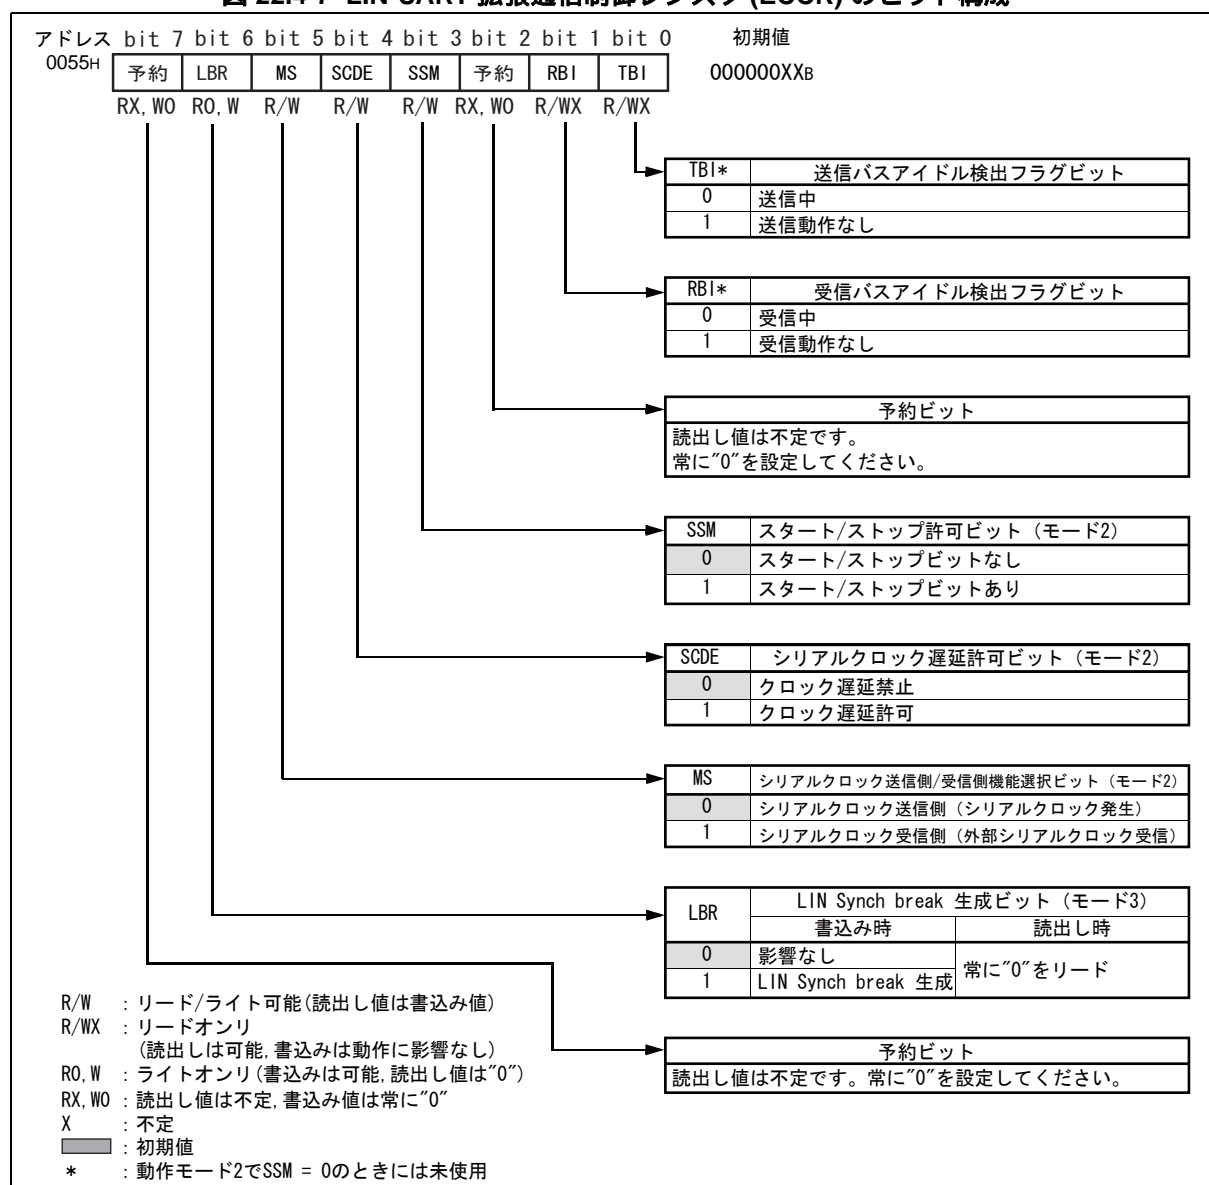 図 22.4-7 LIN-UART 拡張通信制御レジスタ (ECCR) のビット構成
アドレス bit 7 bit 6 bit 5 bit 4 bit 3 bit 2 bit 1 bit 0 初期値
0055H 予約 LBR MS SCDE SSM 予約 RBI TBI 000000XXB
RX,W0 R0,W R/W R/W R/W RX,W0 R/WX R/WX
TBI* 送信バスアイドル検出フラグビット
0 送信中
1 送信動作なし
RBI* 受信バスアイドル検出フラグビット
0 受信中
1 受信動作なし
予約ビット
読出し値は不定です。
常に"0"を設定してください。
SSM スタート/ストップ許可ビット（モード2）
0 スタート/ストップビットなし
1 スタート/ストップビットあり
SCDE シリアルクロック遅延許可ビット（モード2）
0 クロック遅延禁止
1 クロック遅延許可
MS シリアルクロック送信側/受信側機能選択ビット（モード2）
0 シリアルクロック送信側（シリアルクロック発生）
1 シリアルクロック受信側（外部シリアルクロック受信）
LBR LIN Synch break 生成ビット（モード3）
書込み時 読出し時
0 影響なし 常に"0"をリード
1 LIN Synch break 生成
予約ビット
読出し値は不定です。常に"0"を設定してください。
R/W : リード/ライト可能(読出し値は書込み値)
R/WX : リードオンリ
(読出しは可能,書込みは動作に影響なし)
R0,W : ライトオンリ(書込みは可能,読出し値は"0")
RX,W0 : 読出し値は不定,書込み値は常に"0"
X : 不定
: 初期値
* : 動作モード2でSSM = 0のときには未使用